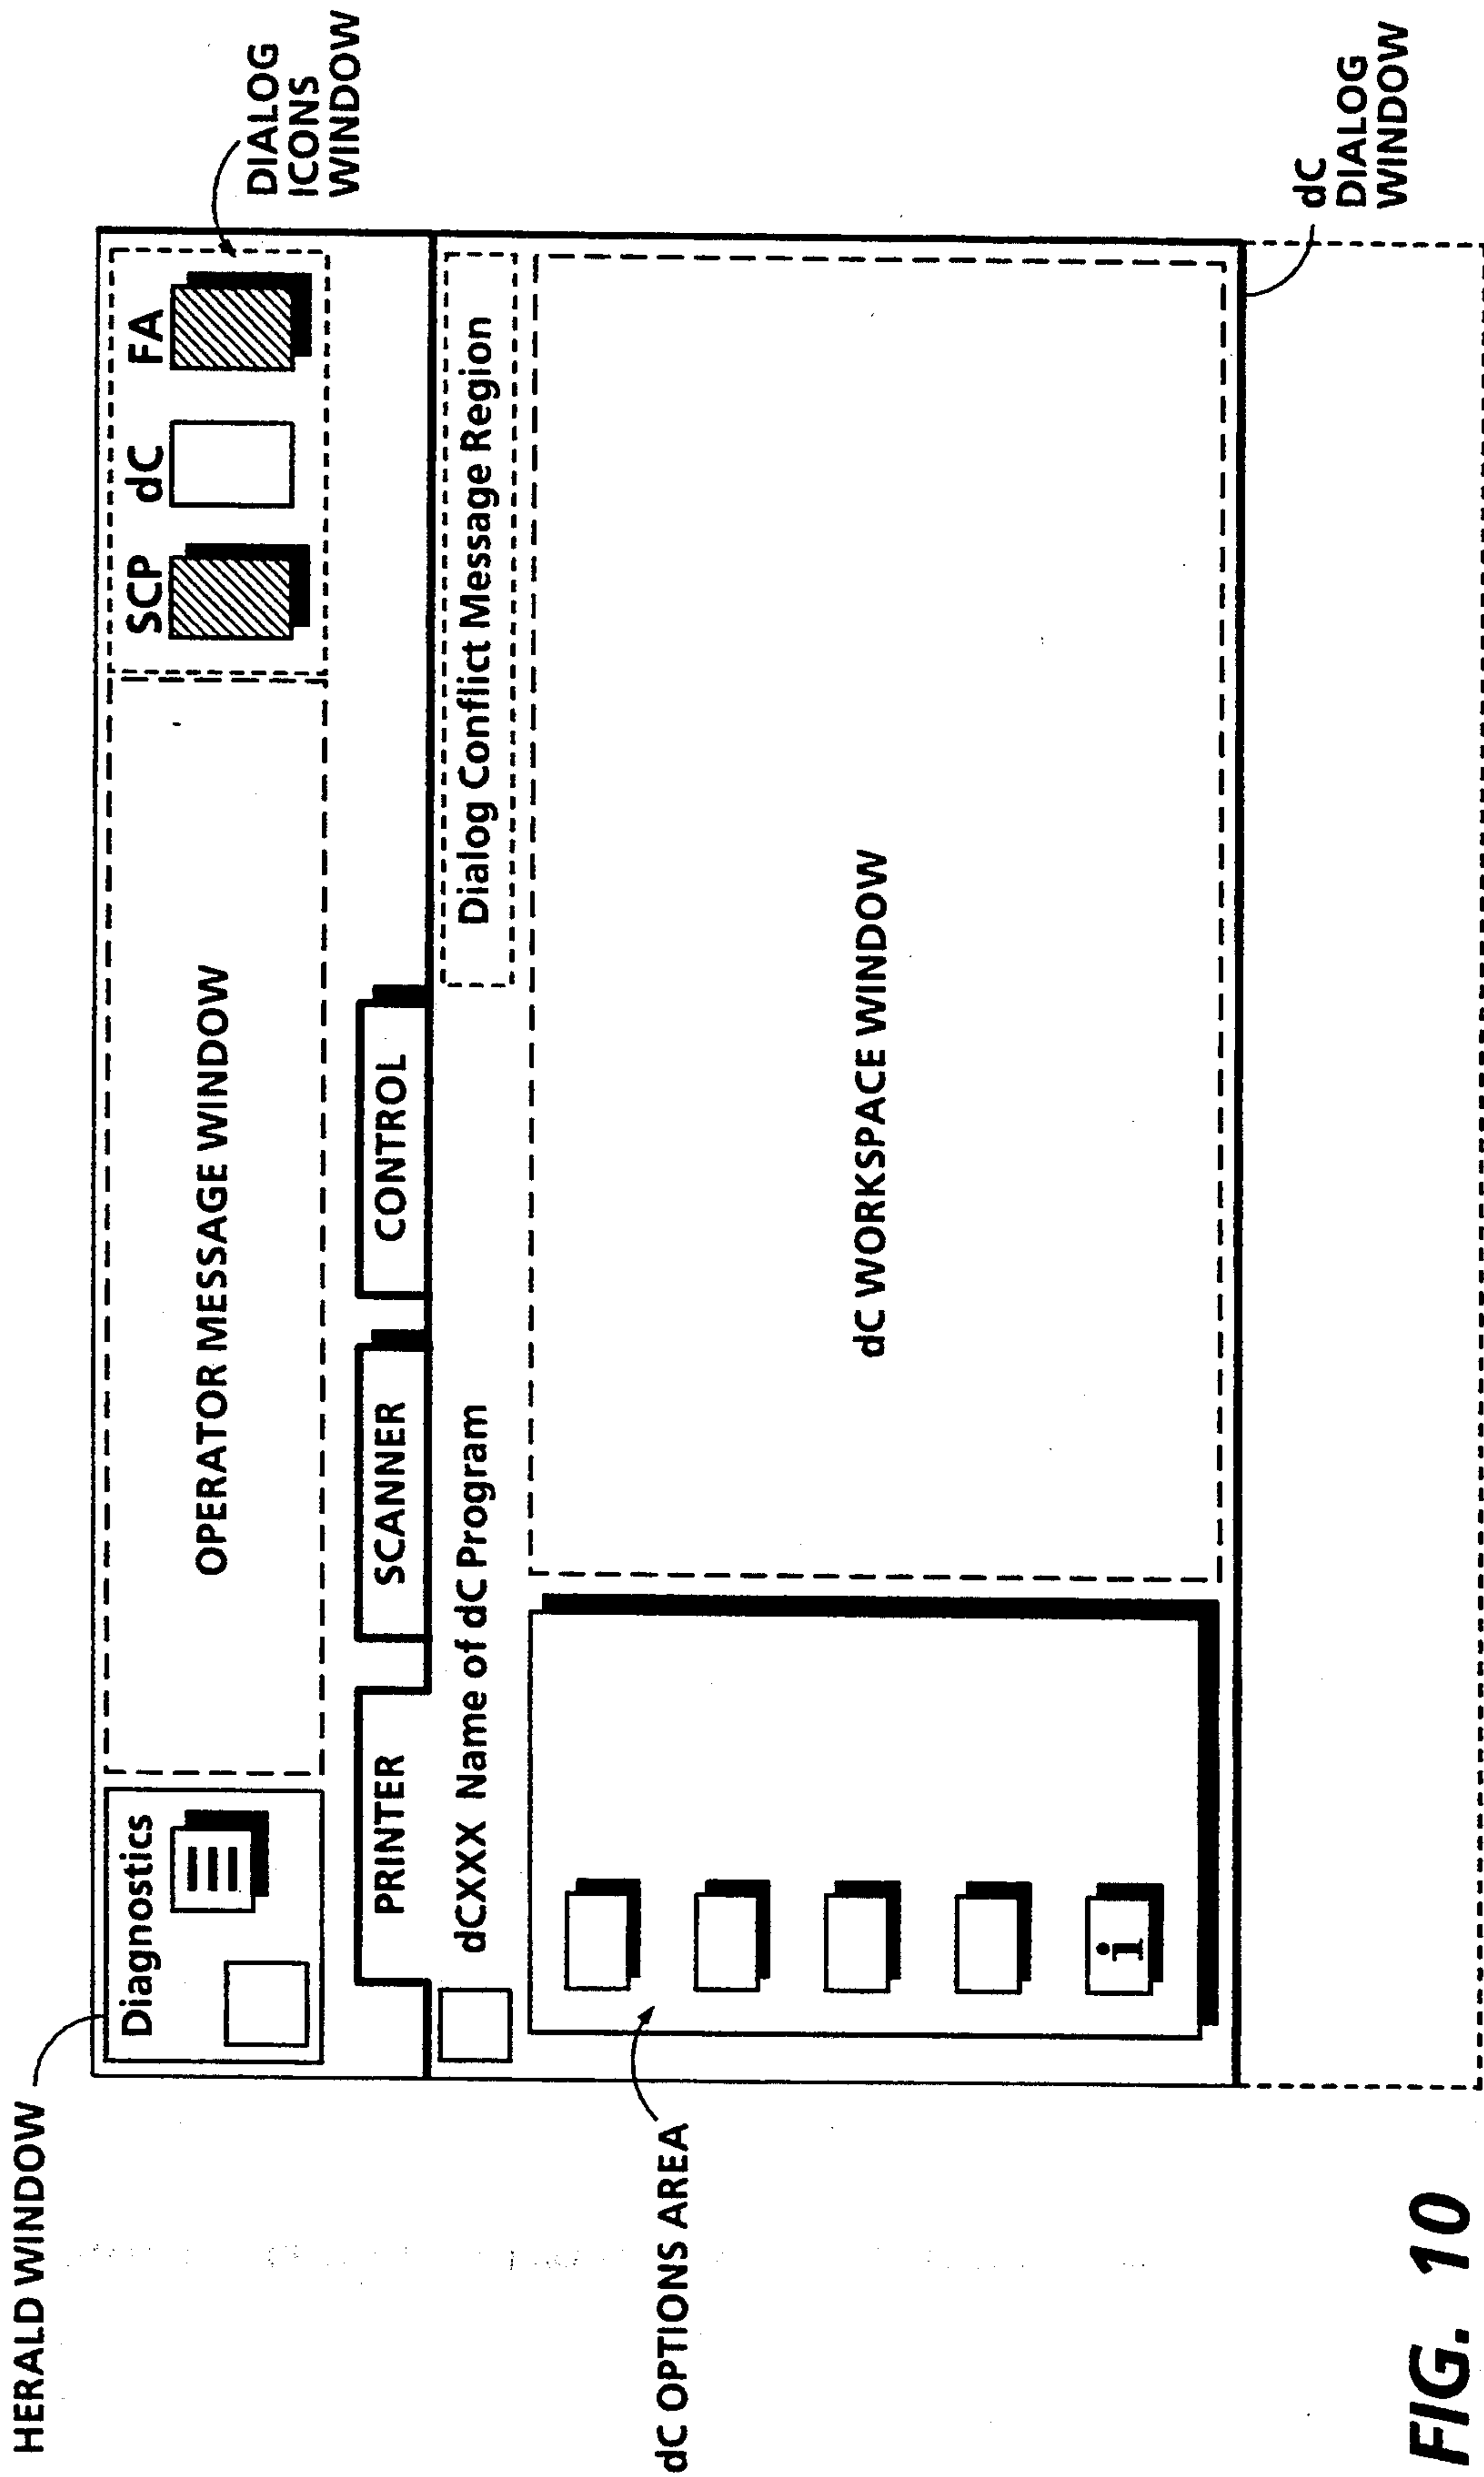 HERALD WINDOW
DIALOG
ICONS
WINDOW
Diagnostics
OPERATOR MESSAGE WINDOW
SCP dC FA
PRINTER SCANNER CONTROL
dCXXX Name of dC Program
Dialog Conflict Message Region
dC OPTIONS AREA
i
dC WORKSPACE WINDOW
dC
DIALOG
WINDOW
FIG. 10